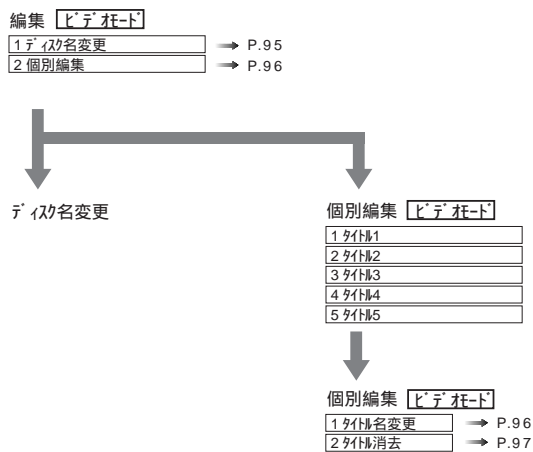 編集 ﾋﾞﾃﾞｵﾓｰﾄﾞ
1 ﾃﾞｨｽｸ名変更 → P.95
2 個別編集 → P.96
ﾃﾞｨｽｸ名変更
個別編集 ﾋﾞﾃﾞｵﾓｰﾄﾞ
1 ﾀｲﾄﾙ1
2 ﾀｲﾄﾙ2
3 ﾀｲﾄﾙ3
4 ﾀｲﾄﾙ4
5 ﾀｲﾄﾙ5
個別編集 ﾋﾞﾃﾞｵﾓｰﾄﾞ
1 ﾀｲﾄﾙ名変更 → P.96
2 ﾀｲﾄﾙ消去 → P.97